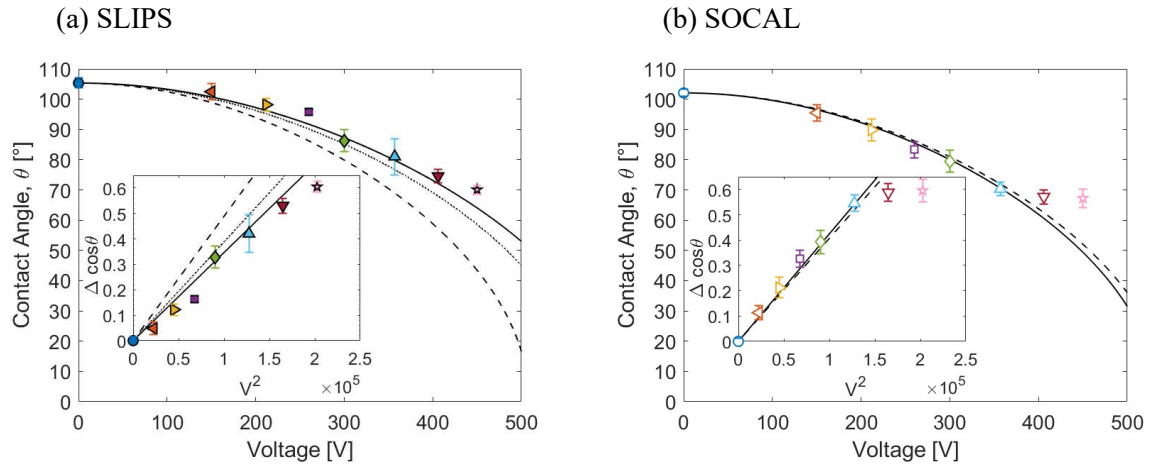 (a) SLIPS
(b) SOCAL
110
100
90
80
70
60
50
40
30
20
10
0
Contact Angle, θ [°]
0 100 200 300 400 500
Voltage [V]
0.6
0.5
0.4
0.3
0.2
0.1
0
Δ cosθ
0 0.5 1 1.5 2 2.5
V² ×10⁵
110
100
90
80
70
60
50
40
30
20
10
0
Contact Angle, θ [°]
0 100 200 300 400 500
Voltage [V]
0.6
0.5
0.4
0.3
0.2
0.1
0
Δ cosθ
0 0.5 1 1.5 2 2.5
V² ×10⁵